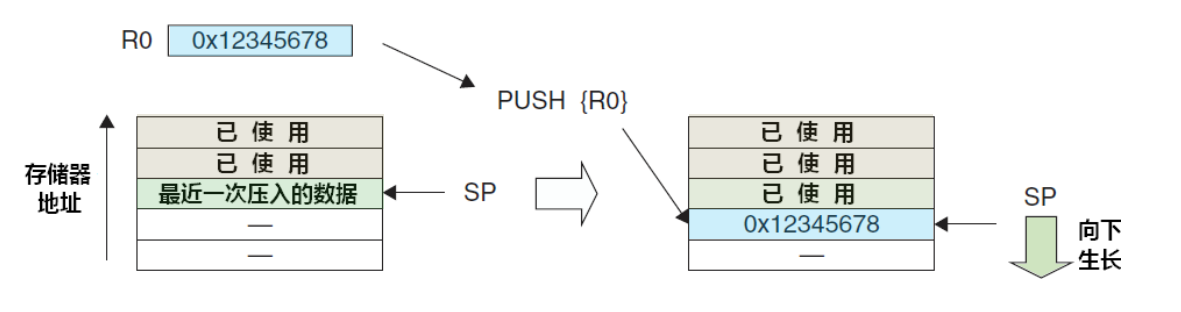 R0 0x12345678
PUSH {R0}
存储器
地址
已 使 用
已 使 用
最近一次压入的数据
—
—
SP
已 使 用
已 使 用
已 使 用
0x12345678
—
SP
向下
生长